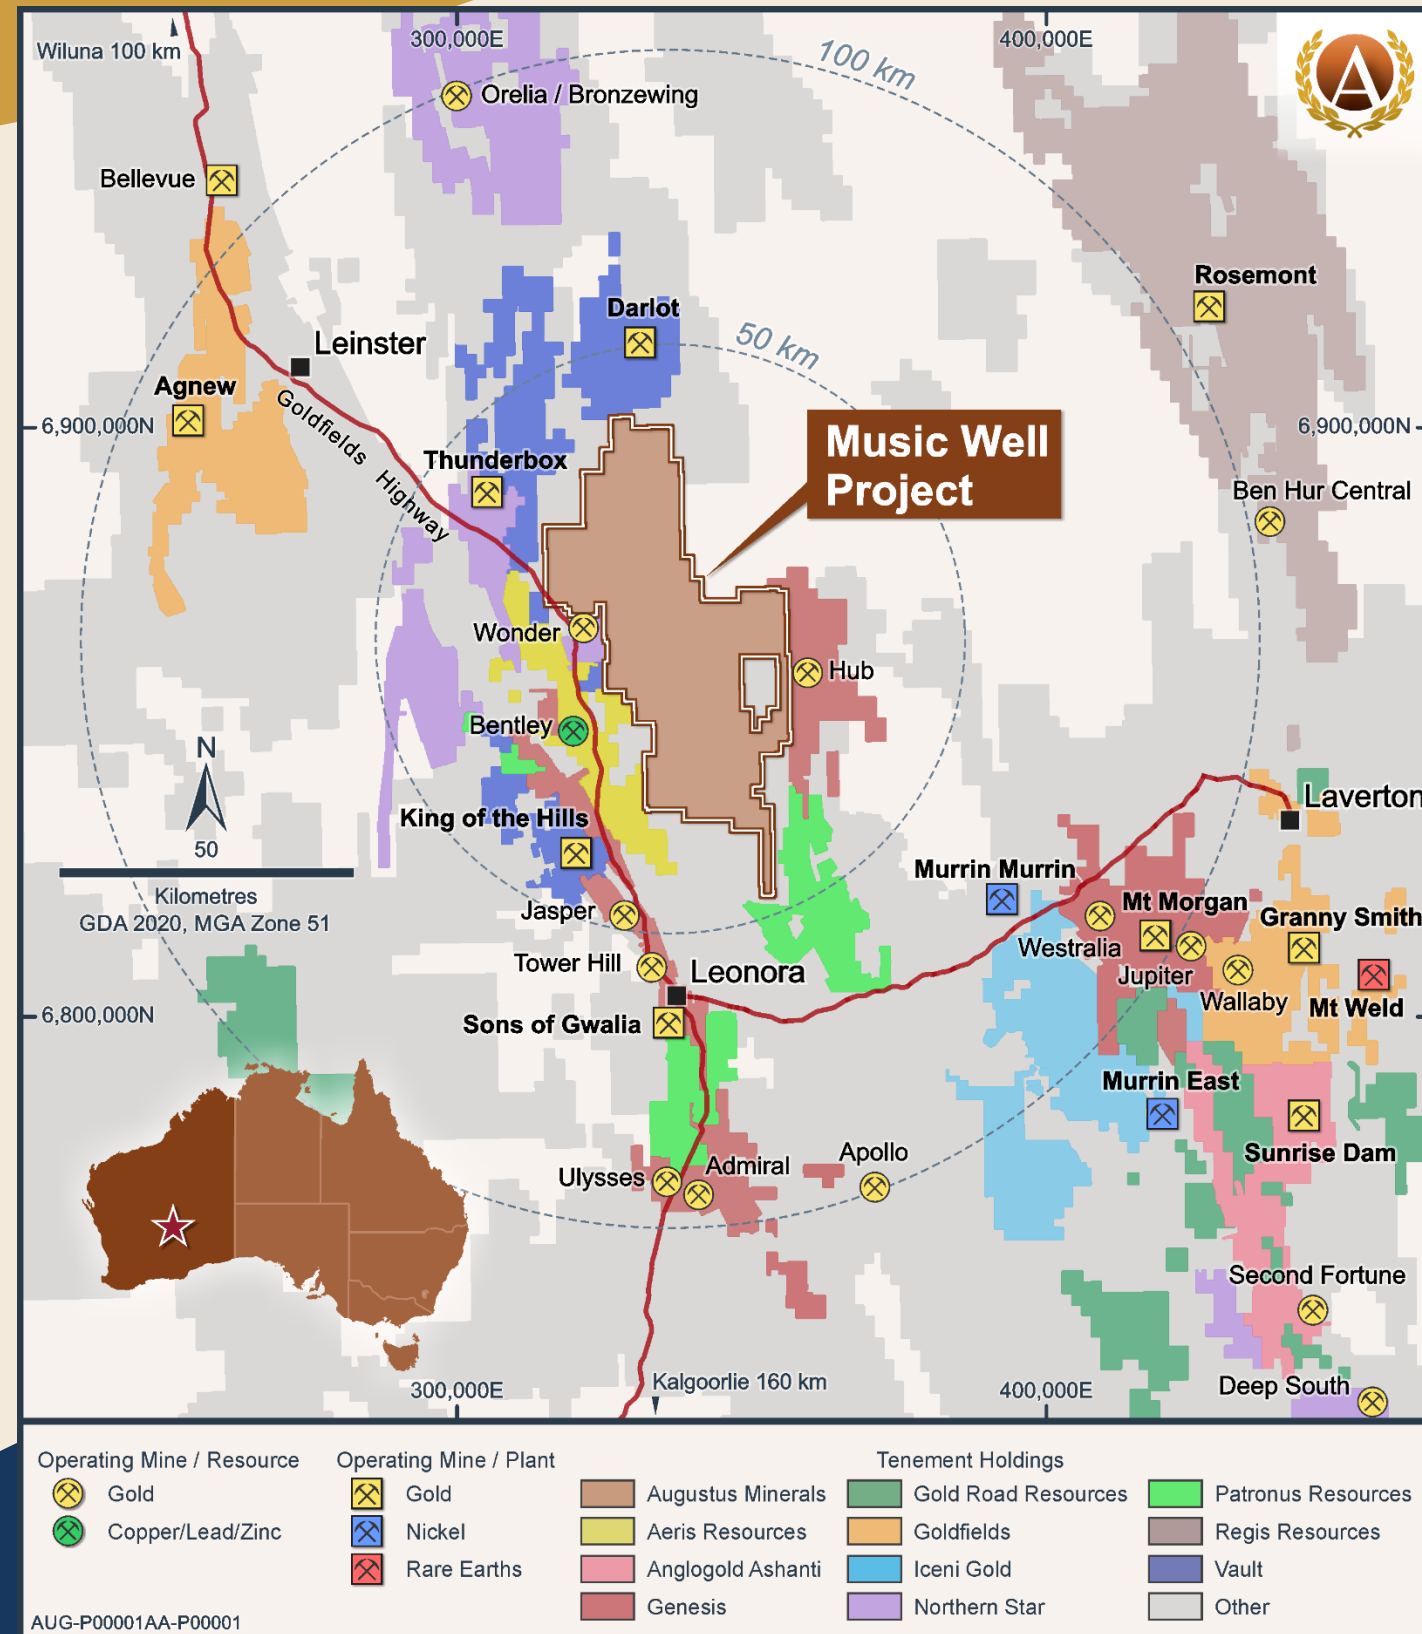 300,000E
400,000E
Wiluna 100 km
100 km
A
Orelia / Bronzewing
Bellevue
Rosemont
Darlot
50 km
Leinster
Agnew
Goldfields Highway
6,900,000N
6,900,000N
Music Well
Project
Thunderbox
Ben Hur Central
Wonder
Hub
Bentley
N
50
Kilometres
GDA 2020, MGA Zone 51
King of the Hills
Laverton
Murrin Murrin
Jasper
Mt Morgan
Granny Smith
Westralia
Tower Hill
Leonora
Jupiter
Wallaby
Mt Weld
6,800,000N
Sons of Gwalia
Murrin East
Sunrise Dam
Apollo
Admiral
Ulysses
Second Fortune
Deep South
300,000E
Kalgoorlie 160 km
400,000E
Operating Mine / Resource
Gold
Copper/Lead/Zinc
Operating Mine / Plant
Gold
Nickel
Rare Earths
Tenement Holdings
Augustus Minerals
Aeris Resources
Anglogold Ashanti
Genesis
Gold Road Resources
Goldfields
Iceni Gold
Northern Star
Patronus Resources
Regis Resources
Vault
Other
AUG-P00001AA-P00001